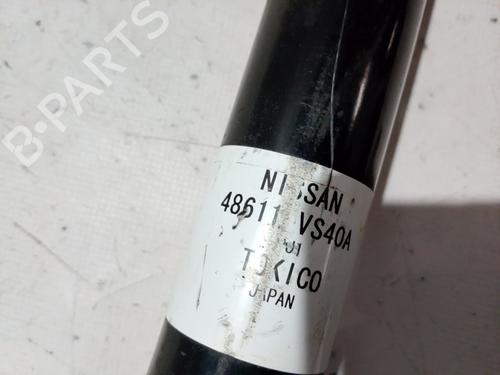 B-PARTS
NISSAN
48611 VS40A
TOKICO
JAPAN